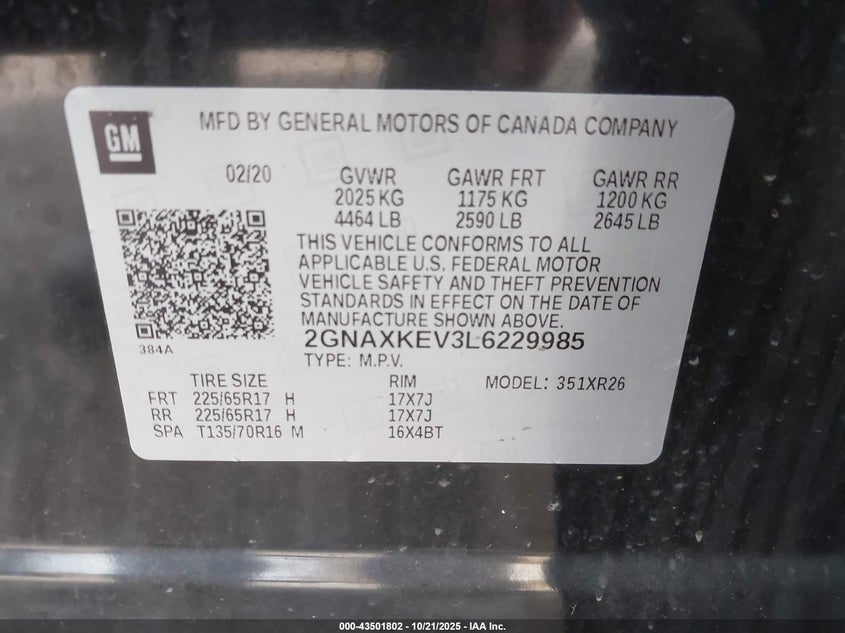 GM
MFD BY GENERAL MOTORS OF CANADA COMPANY
02/20 GVWR GAWR FRT GAWR RR
2025 KG 1175 KG 1200 KG
4464 LB 2590 LB 2645 LB
THIS VEHICLE CONFORMS TO ALL
APPLICABLE U.S. FEDERAL MOTOR
VEHICLE SAFETY AND THEFT PREVENTION
STANDARDS IN EFFECT ON THE DATE OF
MANUFACTURE SHOWN ABOVE.
384A
2GNAXKEV3L6229985
TYPE: M.P.V.
TIRE SIZE RIM MODEL: 351XR26
FRT 225/65R17 H 17X7J
RR 225/65R17 H 17X7J
SPA T135/70R16 M 16X4BT
000-43501802 - 10/21/2025 - IAA Inc.